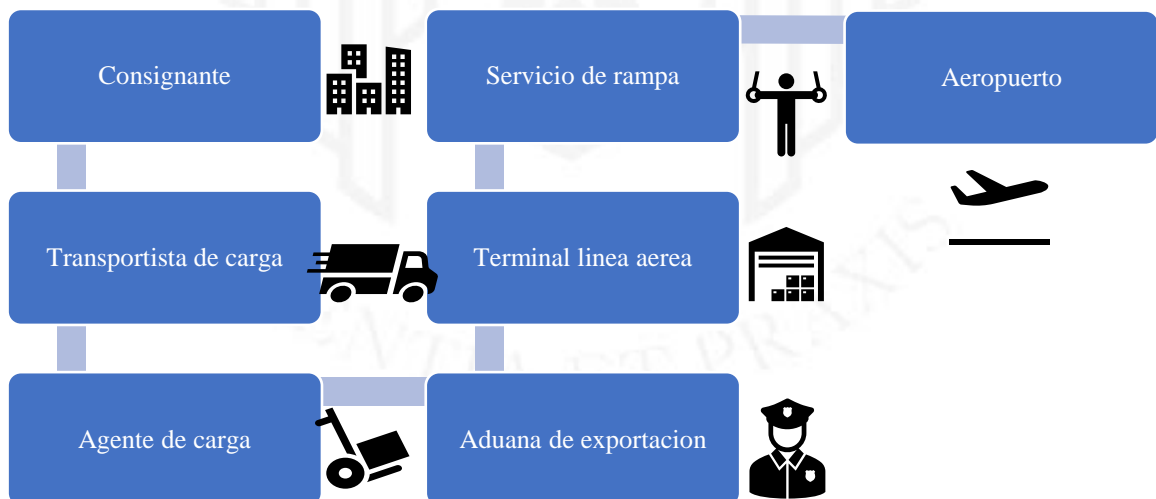 Consignante
Transportista de carga
Agente de carga
Aduana de exportacion
Terminal linea aerea
Servicio de rampa
Aeropuerto